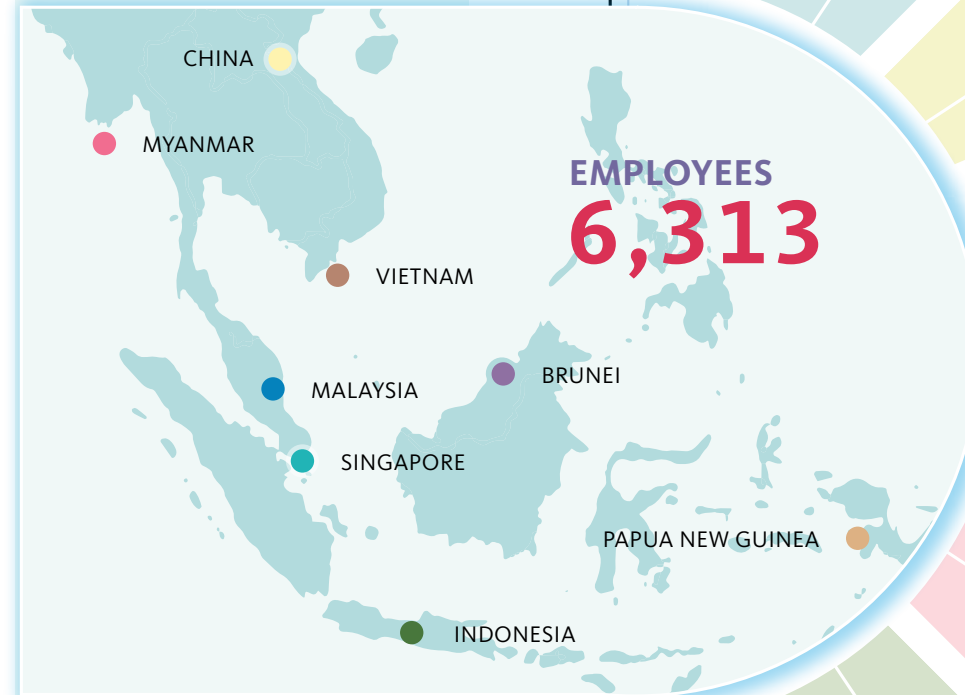 CHINA
MYANMAR
EMPLOYEES
6,313
VIETNAM
BRUNEI
MALAYSIA
SINGAPORE
PAPUA NEW GUINEA
INDONESIA